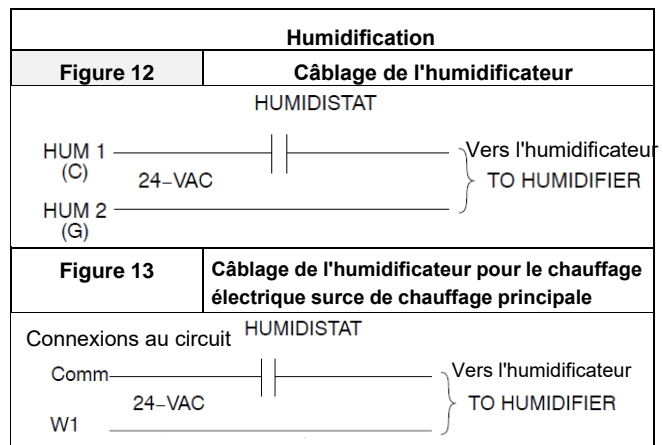 Humidification
Figure 12
Câblage de l'humidificateur
HUMIDISTAT
HUM 1
(C)
24–VAC
HUM 2
(G)
Vers l'humidificateur
TO HUMIDIFIER
Figure 13
Câblage de l'humidificateur pour le chauffage
électrique surce de chauffage principale
Connexions au circuit
HUMIDISTAT
Comm
24–VAC
W1
Vers l'humidificateur
TO HUMIDIFIER